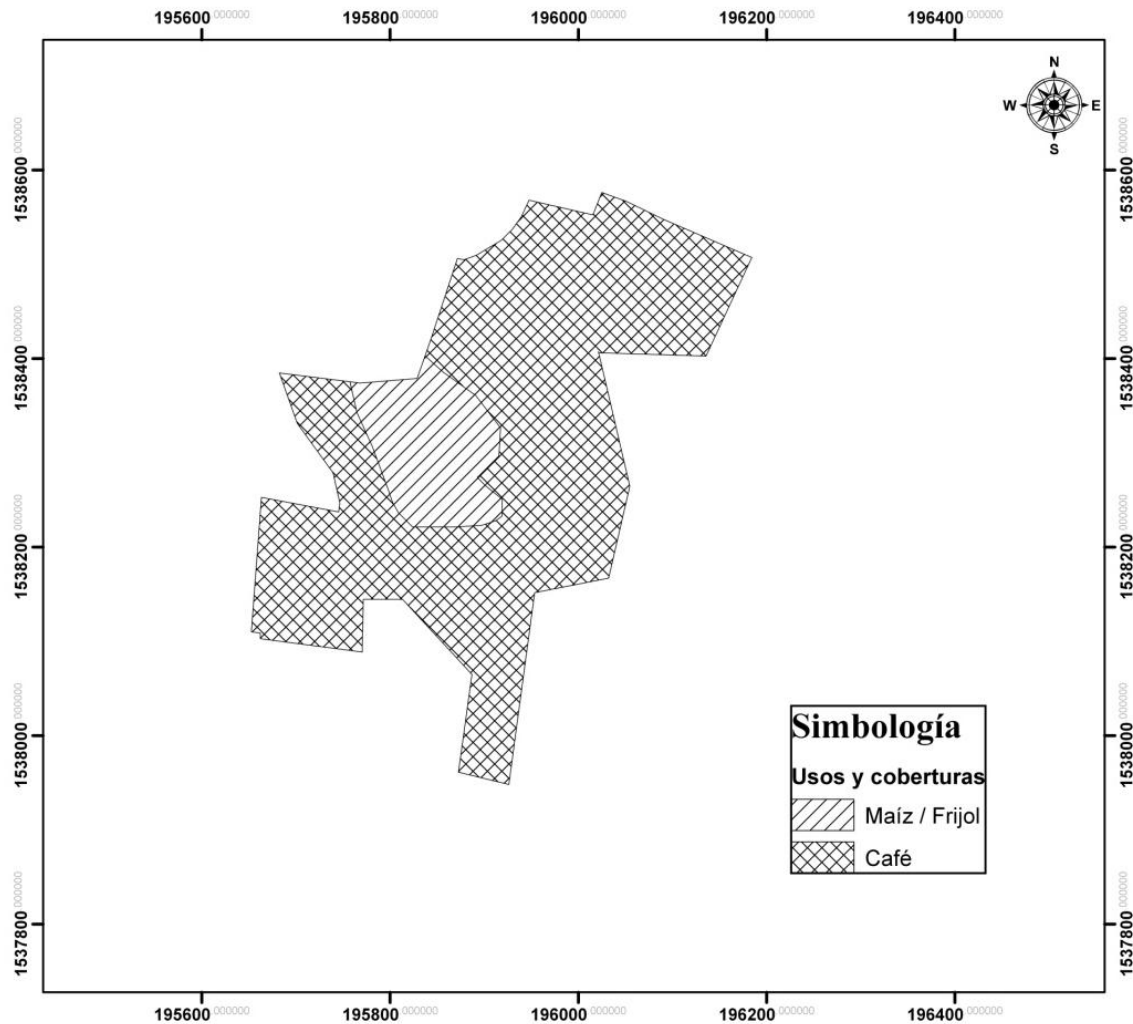 195600.000000 195800.000000 196000.000000 196200.000000 196400.000000
N
W E
S
1538600.000000 1538600.000000
1538400.000000 1538400.000000
1538200.000000 1538200.000000
1538000.000000 1538000.000000
1537800.000000 1537800.000000
Simbología
Usos y coberturas
Maíz / Frijol
Café
195600.000000 195800.000000 196000.000000 196200.000000 196400.000000